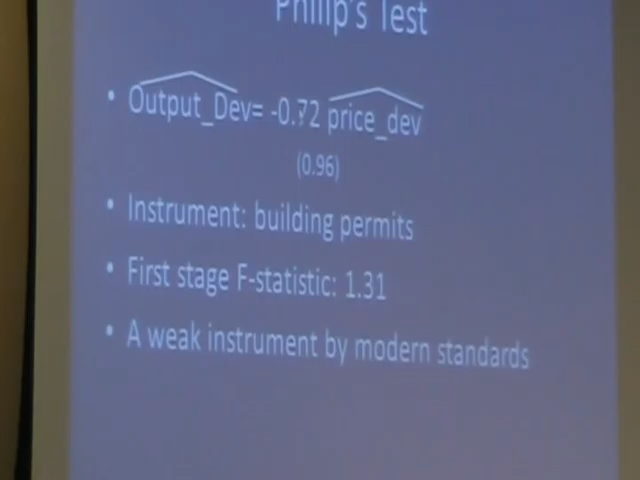 Philip's Test
• Output_Dev= -0.72 price_dev
(0.96)
• Instrument: building permits
• First stage F-statistic: 1.31
• A weak instrument by modern standards